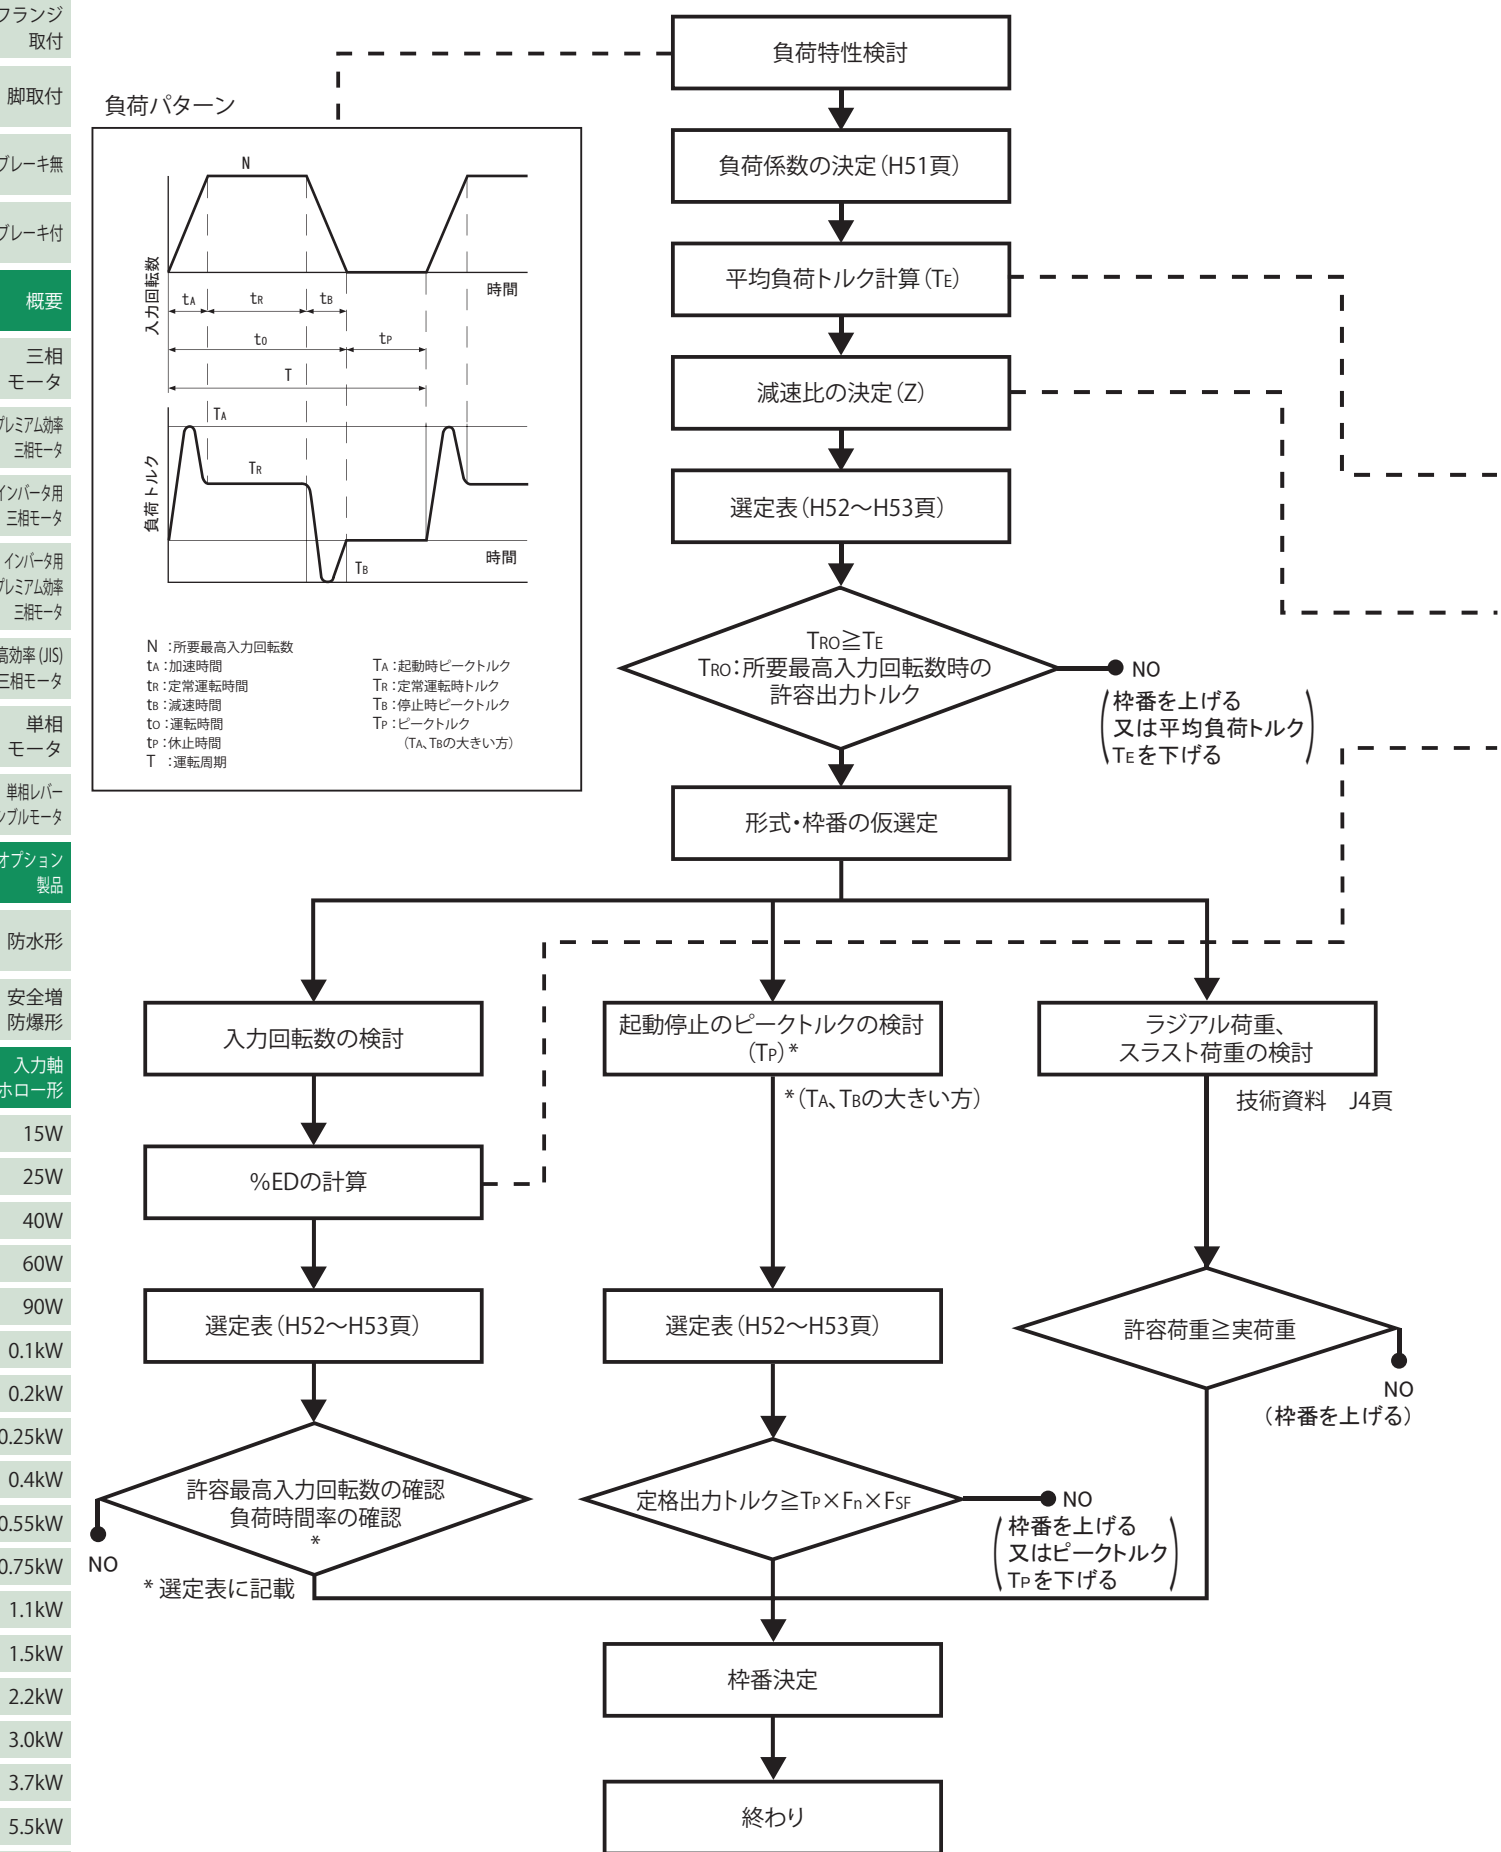 フランジ
取付
脚取付
ブレーキ無
ブレーキ付
概要
三相
モータ
プレミアム効率
三相モータ
インバータ用
三相モータ
インバータ用
プレミアム効率
三相モータ
高効率(JIS)
三相モータ
単相
モータ
単相レバー
ンブルモータ
オプション
製品
防水形
安全増
防爆形
入力軸
ホロー形
15W
25W
40W
60W
90W
0.1kW
0.2kW
0.25kW
0.4kW
0.55kW
0.75kW
1.1kW
1.5kW
2.2kW
3.0kW
3.7kW
5.5kW
負荷パターン
N
入力回転数
時間
tA
tR
tB
to
tP
T
TA
TR
負荷トルク
時間
TB
N :所要最高入力回転数
tA:加速時間
tR:定常運転時間
tB:減速時間
to:運転時間
tP:休止時間
T :運転周期
TA:起動時ピークトルク
TR:定常運転時トルク
TB:停止時ピークトルク
TP:ピークトルク
(TA、TBの大きい方)
負荷特性検討
負荷係数の決定(H51頁)
平均負荷トルク計算(TE)
減速比の決定(Z)
選定表(H52〜H53頁)
TRO≧TE
TRO:所要最高入力回転数時の
許容出力トルク
NO
(枠番を上げる
又は平均負荷トルク
TEを下げる)
形式・枠番の仮選定
入力回転数の検討
%EDの計算
選定表(H52〜H53頁)
許容最高入力回転数の確認
負荷時間率の確認
*
NO
* 選定表に記載
起動停止のピークトルクの検討
(TP)*
*(TA、TBの大きい方)
選定表(H52〜H53頁)
定格出力トルク≧TP×Fn×FSF
NO
(枠番を上げる
又はピークトルク
TPを下げる)
ラジアル荷重、
スラスト荷重の検討
技術資料 J4頁
許容荷重≧実荷重
NO
(枠番を上げる)
枠番決定
終わり